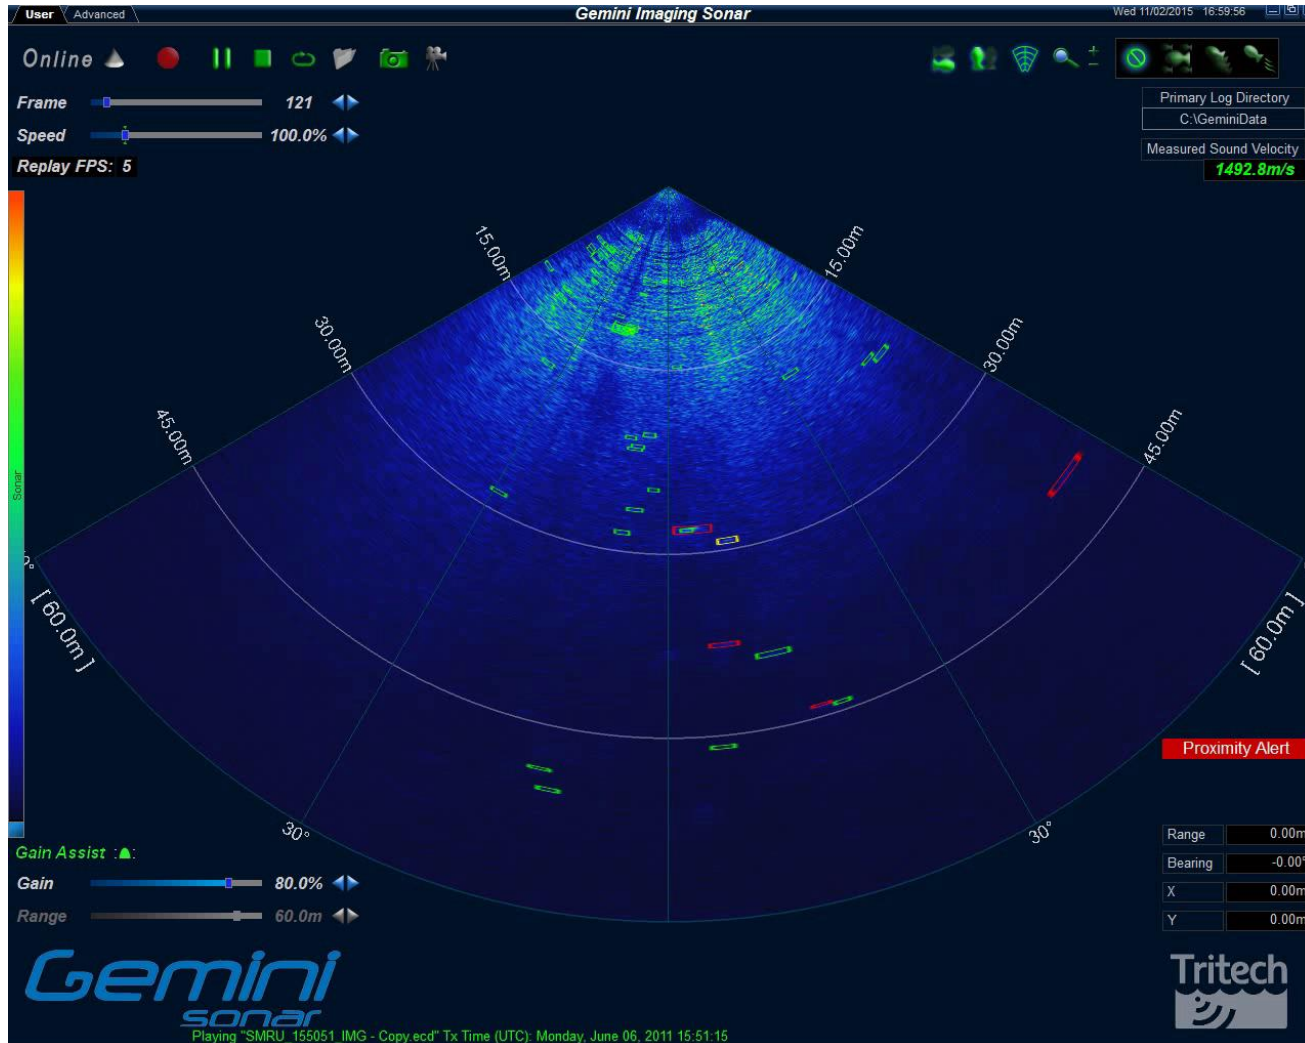 User Advanced Gemini Imaging Sonar Wed 11/02/2015 16:59:56
Online
Frame 121
Speed 100.0%
Replay FPS: 5
Primary Log Directory
C:\GeminiData
Measured Sound Velocity
1492.8m/s
15.00m 15.00m
30.00m 30.00m
45.00m 45.00m
Sonar
[ 60.0m ] [ 60.0m ]
Proximity Alert
30° 30°
Gain Assist
Gain 80.0%
Range 60.0m
Range 0.00m
Bearing -0.00°
X 0.00m
Y 0.00m
Gemini
sonar
Tritech
Playing "SMRU_155051_IMG - Copy.ecd" Tx Time (UTC): Monday, June 06, 2011 15:51:15